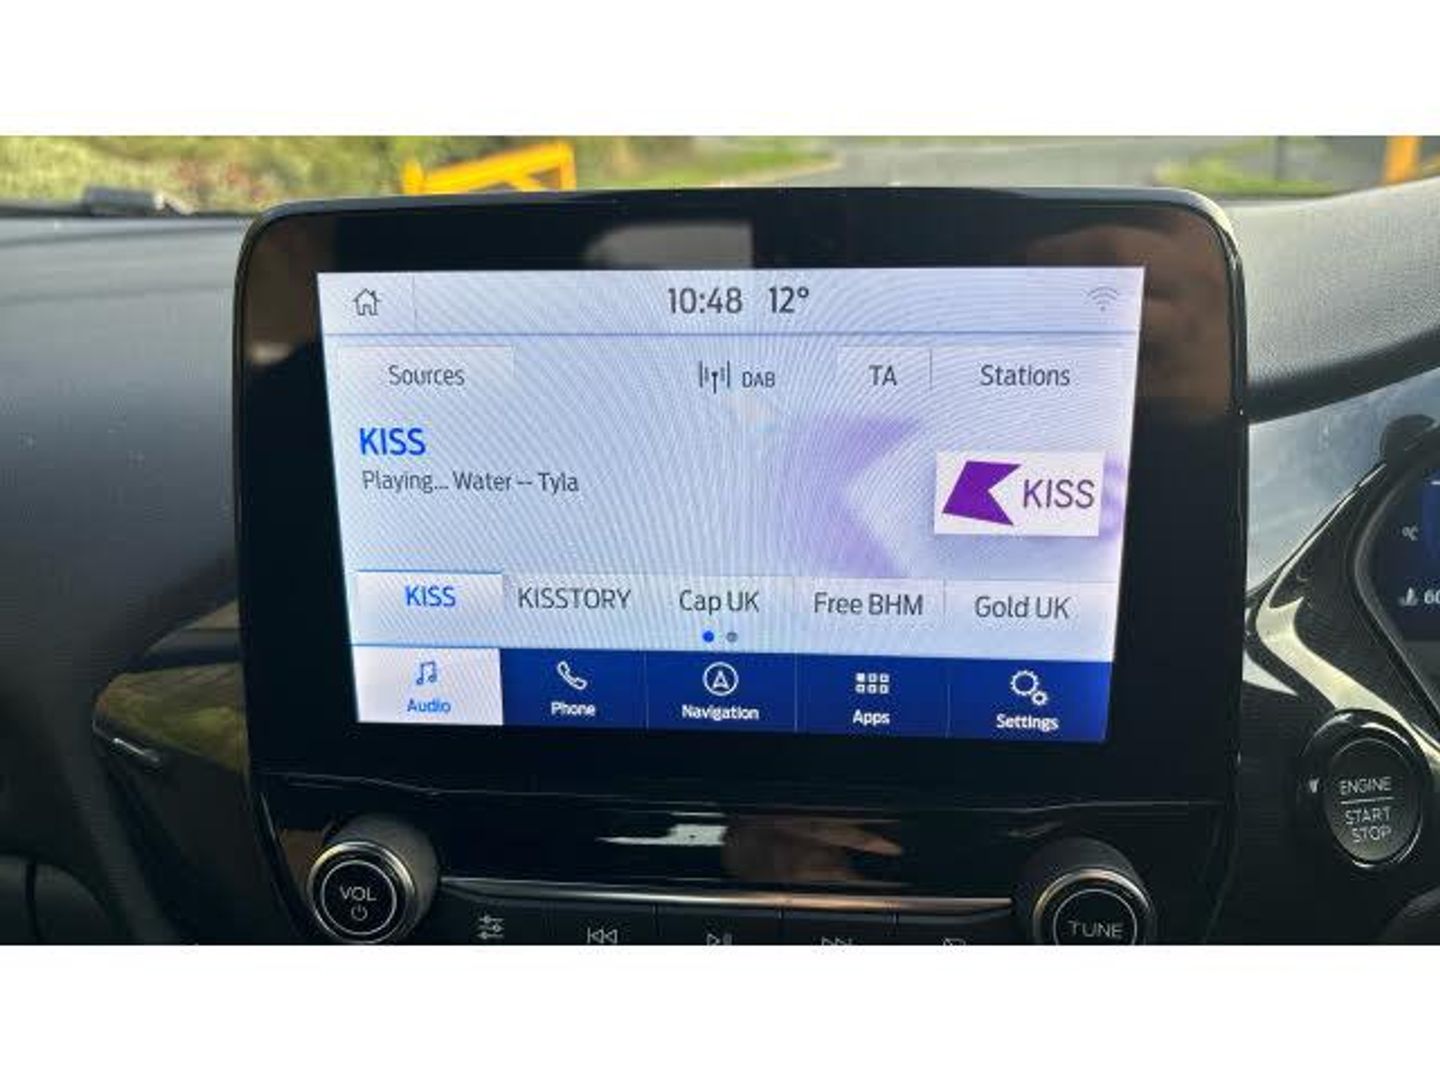 10:48 12°
Sources DAB TA Stations
KISS
Playing... Water -- Tyla
KISS
KISS KISSTORY Cap UK Free BHM Gold UK
Audio Phone Navigation Apps Settings
ENGINE
START
STOP
VOL
TUNE
°C